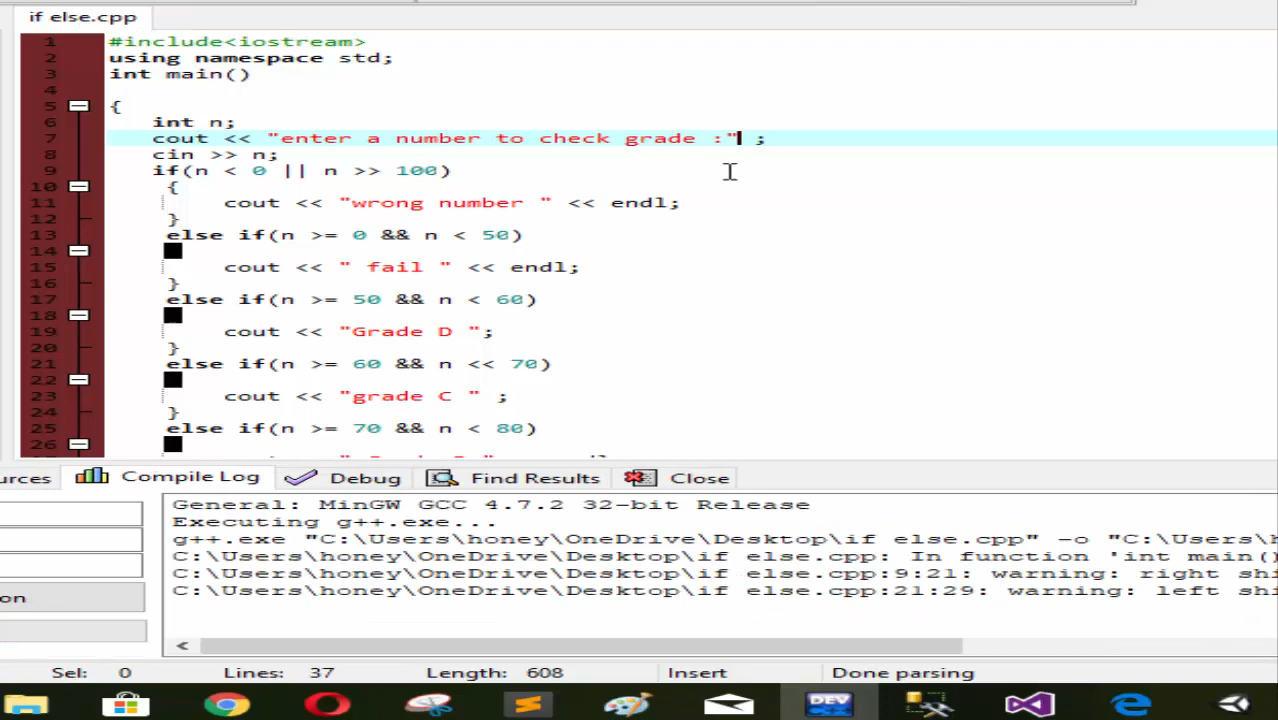 if else.cpp
1 #include<iostream>
2 using namespace std;
3 int main()
4
5 {
6 int n;
7 cout << "enter a number to check grade :" ;
8 cin >> n;
9 if(n < 0 || n >> 100)
10 {
11 cout << "wrong number " << endl;
12 }
13 else if(n >= 0 && n < 50)
14
15 cout << " fail " << endl;
16 }
17 else if(n >= 50 && n < 60)
18
19 cout << "Grade D ";
20 }
21 else if(n >= 60 && n << 70)
22
23 cout << "grade C " ;
24 }
25 else if(n >= 70 && n < 80)
26
urces Compile Log Debug Find Results Close
General: MinGW GCC 4.7.2 32-bit Release
Executing g++.exe...
g++.exe "C:\Users\honey\OneDrive\Desktop\if else.cpp" -o "C:\Users\h
C:\Users\honey\OneDrive\Desktop\if else.cpp: In function 'int main()
C:\Users\honey\OneDrive\Desktop\if else.cpp:9:21: warning: right shi
C:\Users\honey\OneDrive\Desktop\if else.cpp:21:29: warning: left shi
on
Sel: 0 Lines: 37 Length: 608 Insert Done parsing
DEV